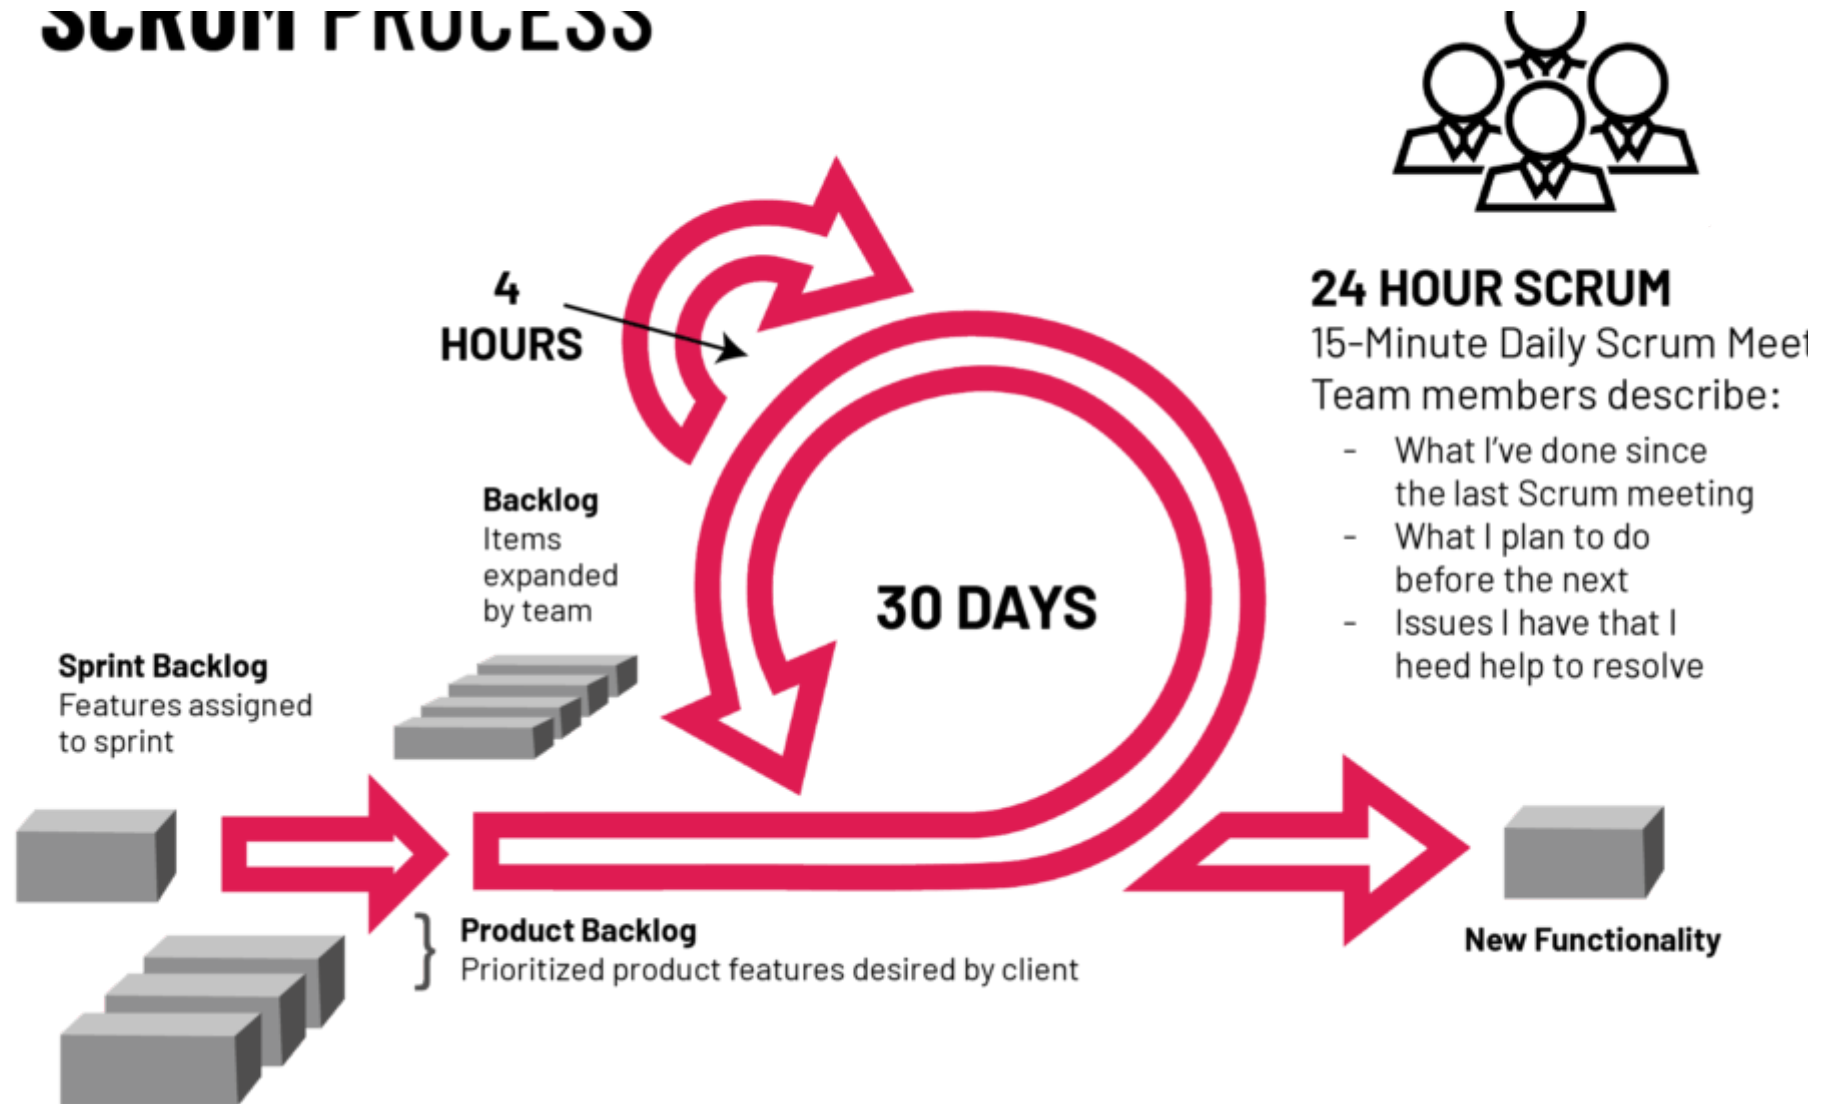 SCRUM PROCESS
4
HOURS
24 HOUR SCRUM
15-Minute Daily Scrum Meet
Team members describe:
- What I've done since
the last Scrum meeting
- What I plan to do
before the next
- Issues I have that I
heed help to resolve
Backlog
Items
expanded
by team
30 DAYS
Sprint Backlog
Features assigned
to sprint
} Product Backlog
Prioritized product features desired by client
New Functionality